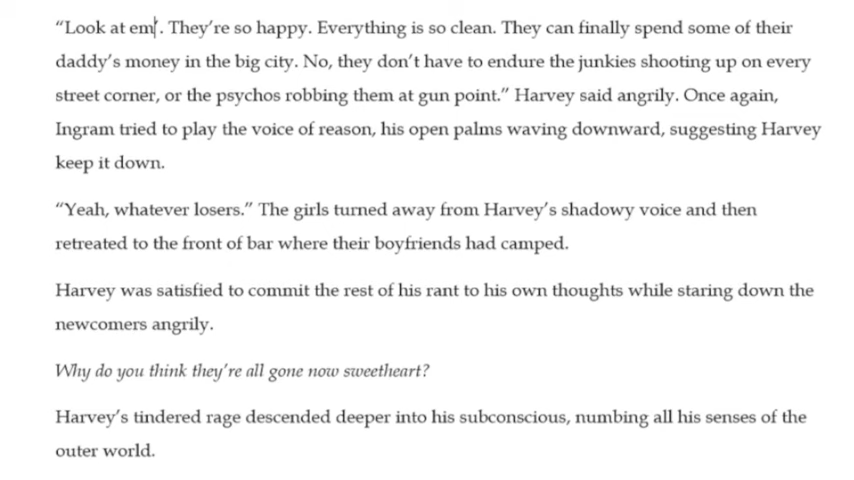 “Look at em’. They’re so happy. Everything is so clean. They can finally spend some of their
daddy’s money in the big city. No, they don’t have to endure the junkies shooting up on every
street corner, or the psychos robbing them at gun point.” Harvey said angrily. Once again,
Ingram tried to play the voice of reason, his open palms waving downward, suggesting Harvey
keep it down.
“Yeah, whatever losers.” The girls turned away from Harvey’s shadowy voice and then
retreated to the front of bar where their boyfriends had camped.
Harvey was satisfied to commit the rest of his rant to his own thoughts while staring down the
newcomers angrily.
Why do you think they’re all gone now sweetheart?
Harvey’s tindered rage descended deeper into his subconscious, numbing all his senses of the
outer world.